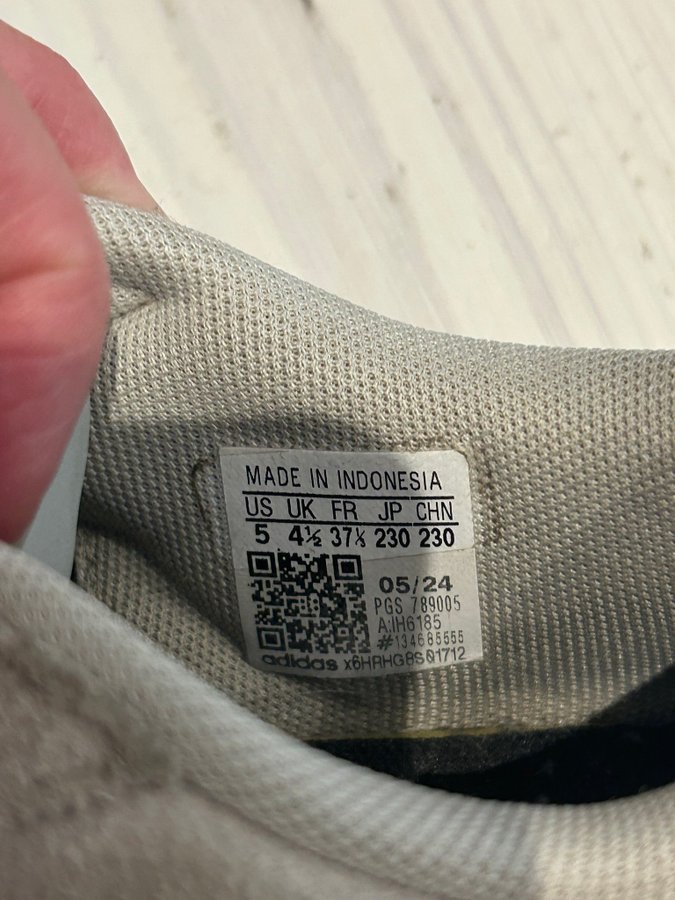 MADE IN INDONESIA
US UK FR JP CHN
5 4½ 37⅓ 230 230
05/24
PGS 789005
A:IH6185
#134685555
adidas x6HRHG8S01712